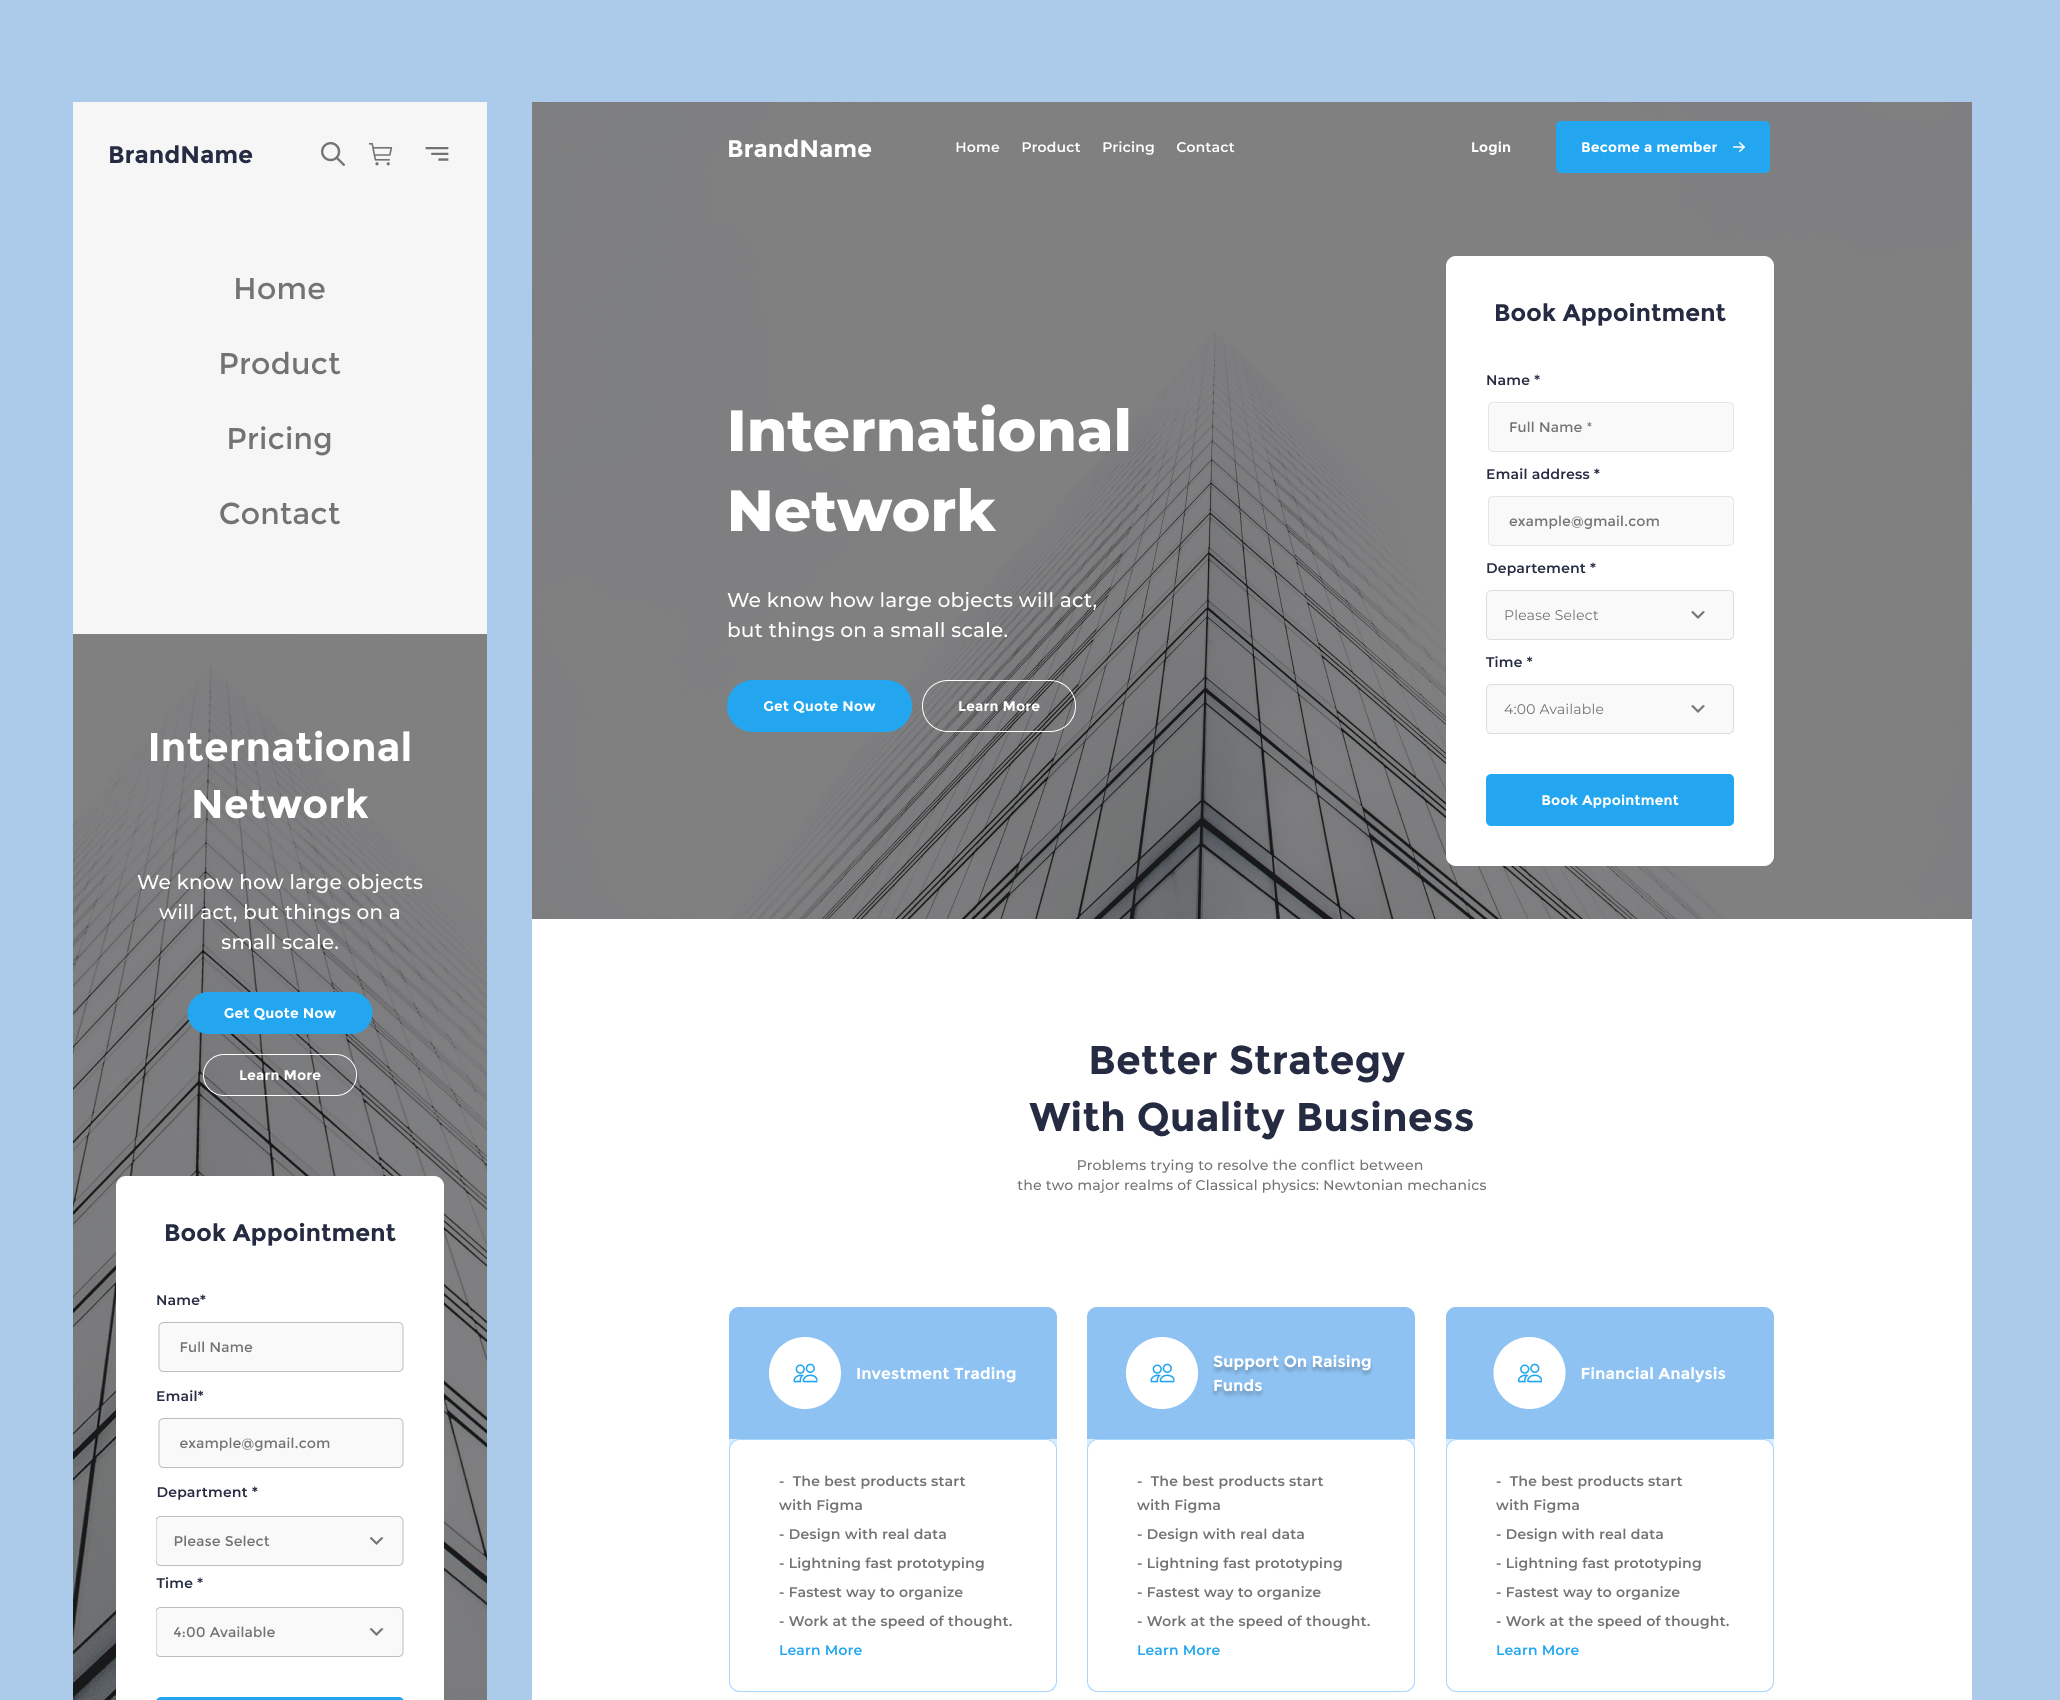 BrandName
Home
Product
Pricing
Contact
International
Network
We know how large objects
will act, but things on a
small scale.
Get Quote Now
Learn More
Book Appointment
Name*
Full Name
Email*
example@gmail.com
Department *
Please Select
Time *
4:00 Available
BrandName
Home Product Pricing Contact
Login
Become a member
International
Network
We know how large objects will act,
but things on a small scale.
Get Quote Now
Learn More
Book Appointment
Name *
Full Name *
Email address *
example@gmail.com
Departement *
Please Select
Time *
4:00 Available
Book Appointment
Better Strategy
With Quality Business
Problems trying to resolve the conflict between
the two major realms of Classical physics: Newtonian mechanics
Investment Trading
- The best products start
with Figma
- Design with real data
- Lightning fast prototyping
- Fastest way to organize
- Work at the speed of thought.
Learn More
Support On Raising
Funds
- The best products start
with Figma
- Design with real data
- Lightning fast prototyping
- Fastest way to organize
- Work at the speed of thought.
Learn More
Financial Analysis
- The best products start
with Figma
- Design with real data
- Lightning fast prototyping
- Fastest way to organize
- Work at the speed of thought.
Learn More